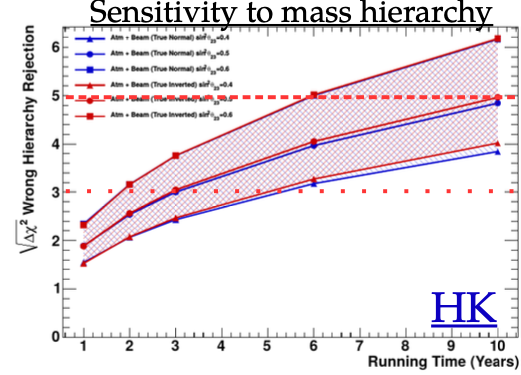 Sensitivity to mass hierarchy
Atm + Beam (True Normal) sin²θ₂₃=0.4
Atm + Beam (True Normal) sin²θ₂₃=0.5
Atm + Beam (True Normal) sin²θ₂₃=0.6
Atm + Beam (True Inverted) sin²θ₂₃=0.4
Atm + Beam (True Inverted) sin²θ₂₃=0.5
Atm + Beam (True Inverted) sin²θ₂₃=0.6
√Δχ² Wrong Hierarchy Rejection
6
5
4
3
2
1
0
HK
1 2 3 4 5 6 7 8 9 10
Running Time (Years)